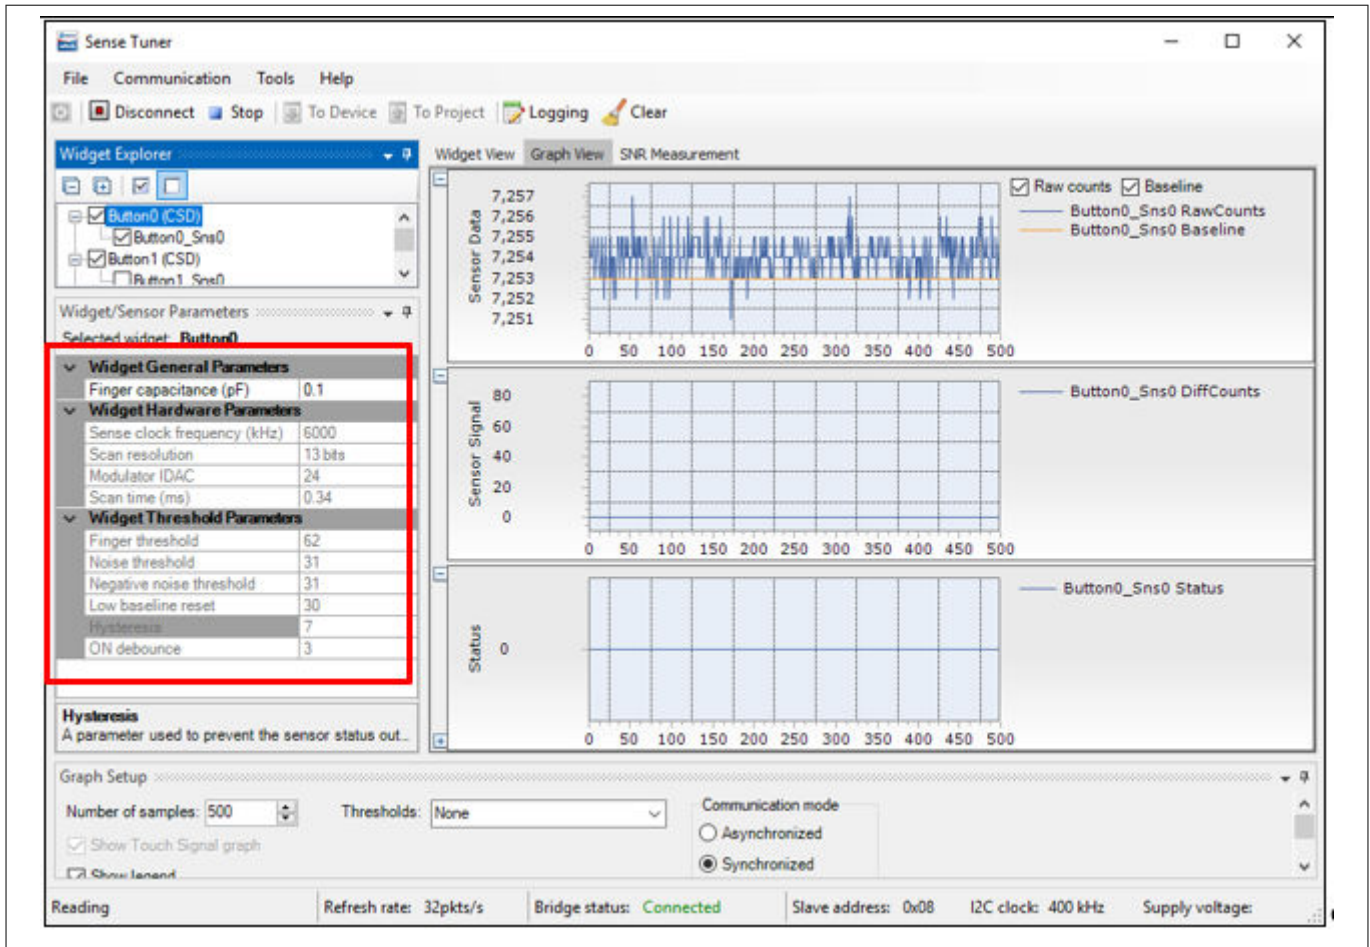 Sense Tuner
File Communication Tools Help
Disconnect Stop To Device To Project Logging Clear
Widget Explorer
Button0 (CSD)
Button0_Sns0
Button1 (CSD)
Button1_Sns0
Widget/Sensor Parameters
Selected widget: Button0
Widget General Parameters
Finger capacitance (pF) 0.1
Widget Hardware Parameters
Sense clock frequency (kHz) 6000
Scan resolution 13 bits
Modulator IDAC 24
Scan time (ms) 0.34
Widget Threshold Parameters
Finger threshold 62
Noise threshold 31
Negative noise threshold 31
Low baseline reset 30
Hysteresis 7
ON debounce 3
Hysteresis
A parameter used to prevent the sensor status out...
Widget View Graph View SNR Measurement
Sensor Data
7,257
7,256
7,255
7,254
7,253
7,252
7,251
0 50 100 150 200 250 300 350 400 450 500
Raw counts Baseline
Button0_Sns0 RawCounts
Button0_Sns0 Baseline
Sensor Signal
80
60
40
20
0
0 50 100 150 200 250 300 350 400 450 500
Button0_Sns0 DiffCounts
Status
0
0 50 100 150 200 250 300 350 400 450 500
Button0_Sns0 Status
Graph Setup
Number of samples: 500 Thresholds: None
Show Touch Signal graph
Show legend
Communication mode
Asynchronized
Synchronized
Reading Refresh rate: 32pkts/s Bridge status: Connected Slave address: 0x08 I2C clock: 400 kHz Supply voltage: